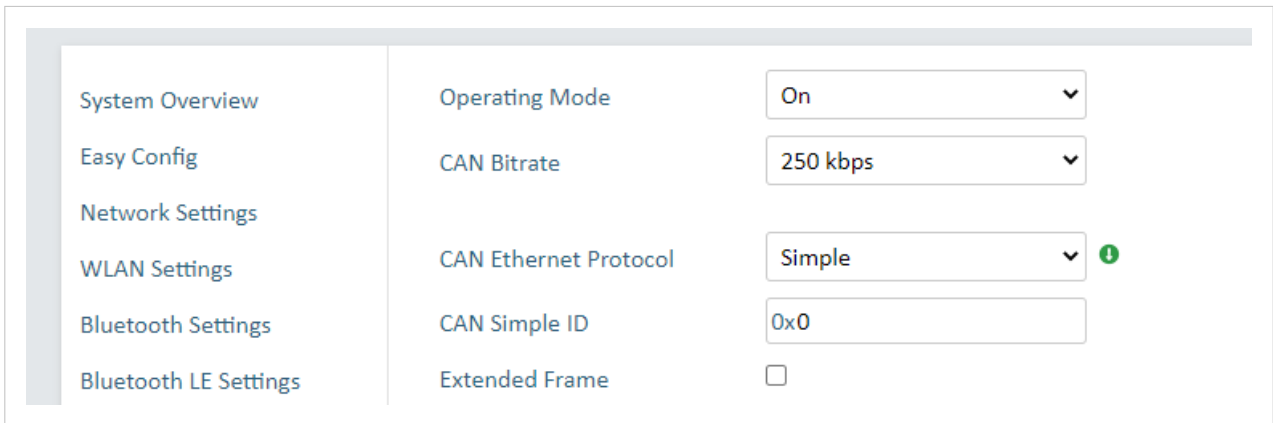 System Overview
Easy Config
Network Settings
WLAN Settings
Bluetooth Settings
Bluetooth LE Settings
Operating Mode On
CAN Bitrate 250 kbps
CAN Ethernet Protocol Simple
CAN Simple ID 0x0
Extended Frame